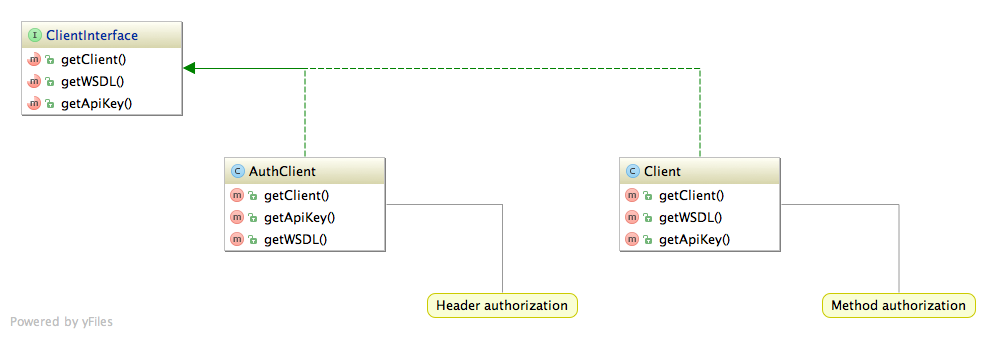 I ClientInterface
m getClient()
m getWSDL()
m getApiKey()
C AuthClient
m getClient()
m getApiKey()
m getWSDL()
C Client
m getClient()
m getWSDL()
m getApiKey()
Header authorization
Method authorization
Powered by yFiles